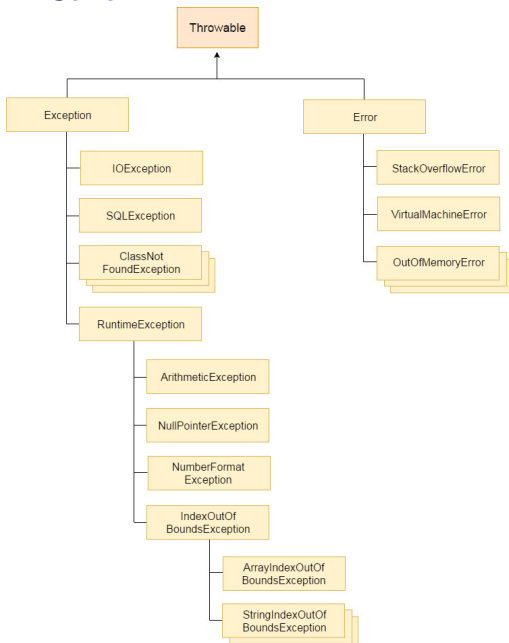 Throwable
Exception
Error
IOException
StackOverflowError
SQLException
VirtualMachineError
ClassNot
FoundException
OutOfMemoryError
RuntimeException
ArithmeticException
NullPointerException
NumberFormat
Exception
IndexOutOf
BoundsException
ArrayIndexOutOf
BoundsException
StringIndexOutOf
BoundsException